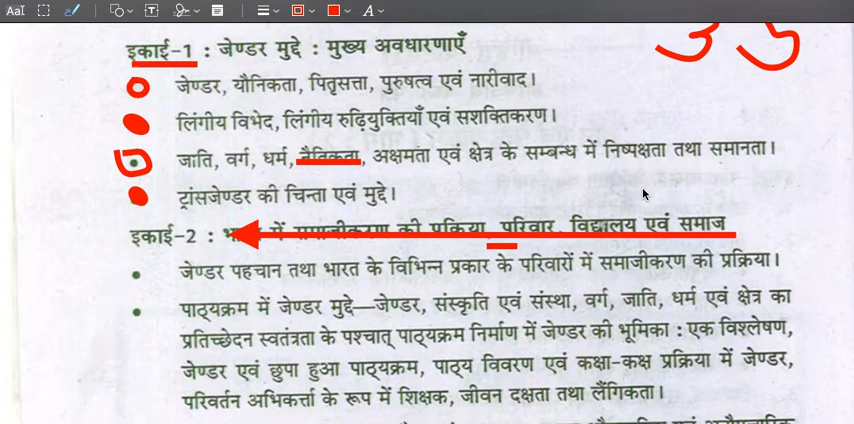 AaI
A
इकाई-1 : जेण्डर मुद्दे : मुख्य अवधारणाएँ
जेण्डर, यौनिकता, पितृसत्ता, पुरुषत्व एवं नारीवाद।
लिंगीय विभेद, लिंगीय रुढ़ियुक्तियाँ एवं सशक्तिकरण।
• जाति, वर्ग, धर्म, नैतिकता, अक्षमता एवं क्षेत्र के सम्बन्ध में निष्पक्षता तथा समानता।
ट्रांसजेण्डर की चिन्ता एवं मुद्दे।
इकाई-2 : में समाजीकरण की प्रक्रिया, परिवार, विद्यालय एवं समाज
• जेण्डर पहचान तथा भारत के विभिन्न प्रकार के परिवारों में समाजीकरण की प्रक्रिया।
• पाठ्यक्रम में जेण्डर मुद्दे—जेण्डर, संस्कृति एवं संस्था, वर्ग, जाति, धर्म एवं क्षेत्र का
प्रतिच्छेदन स्वतंत्रता के पश्चात् पाठ्यक्रम निर्माण में जेण्डर की भूमिका : एक विश्लेषण,
जेण्डर एवं छुपा हुआ पाठ्यक्रम, पाठ्य विवरण एवं कक्षा-कक्ष प्रक्रिया में जेण्डर,
परिवर्तन अभिकर्त्ता के रूप में शिक्षक, जीवन दक्षता तथा लैंगिकता।